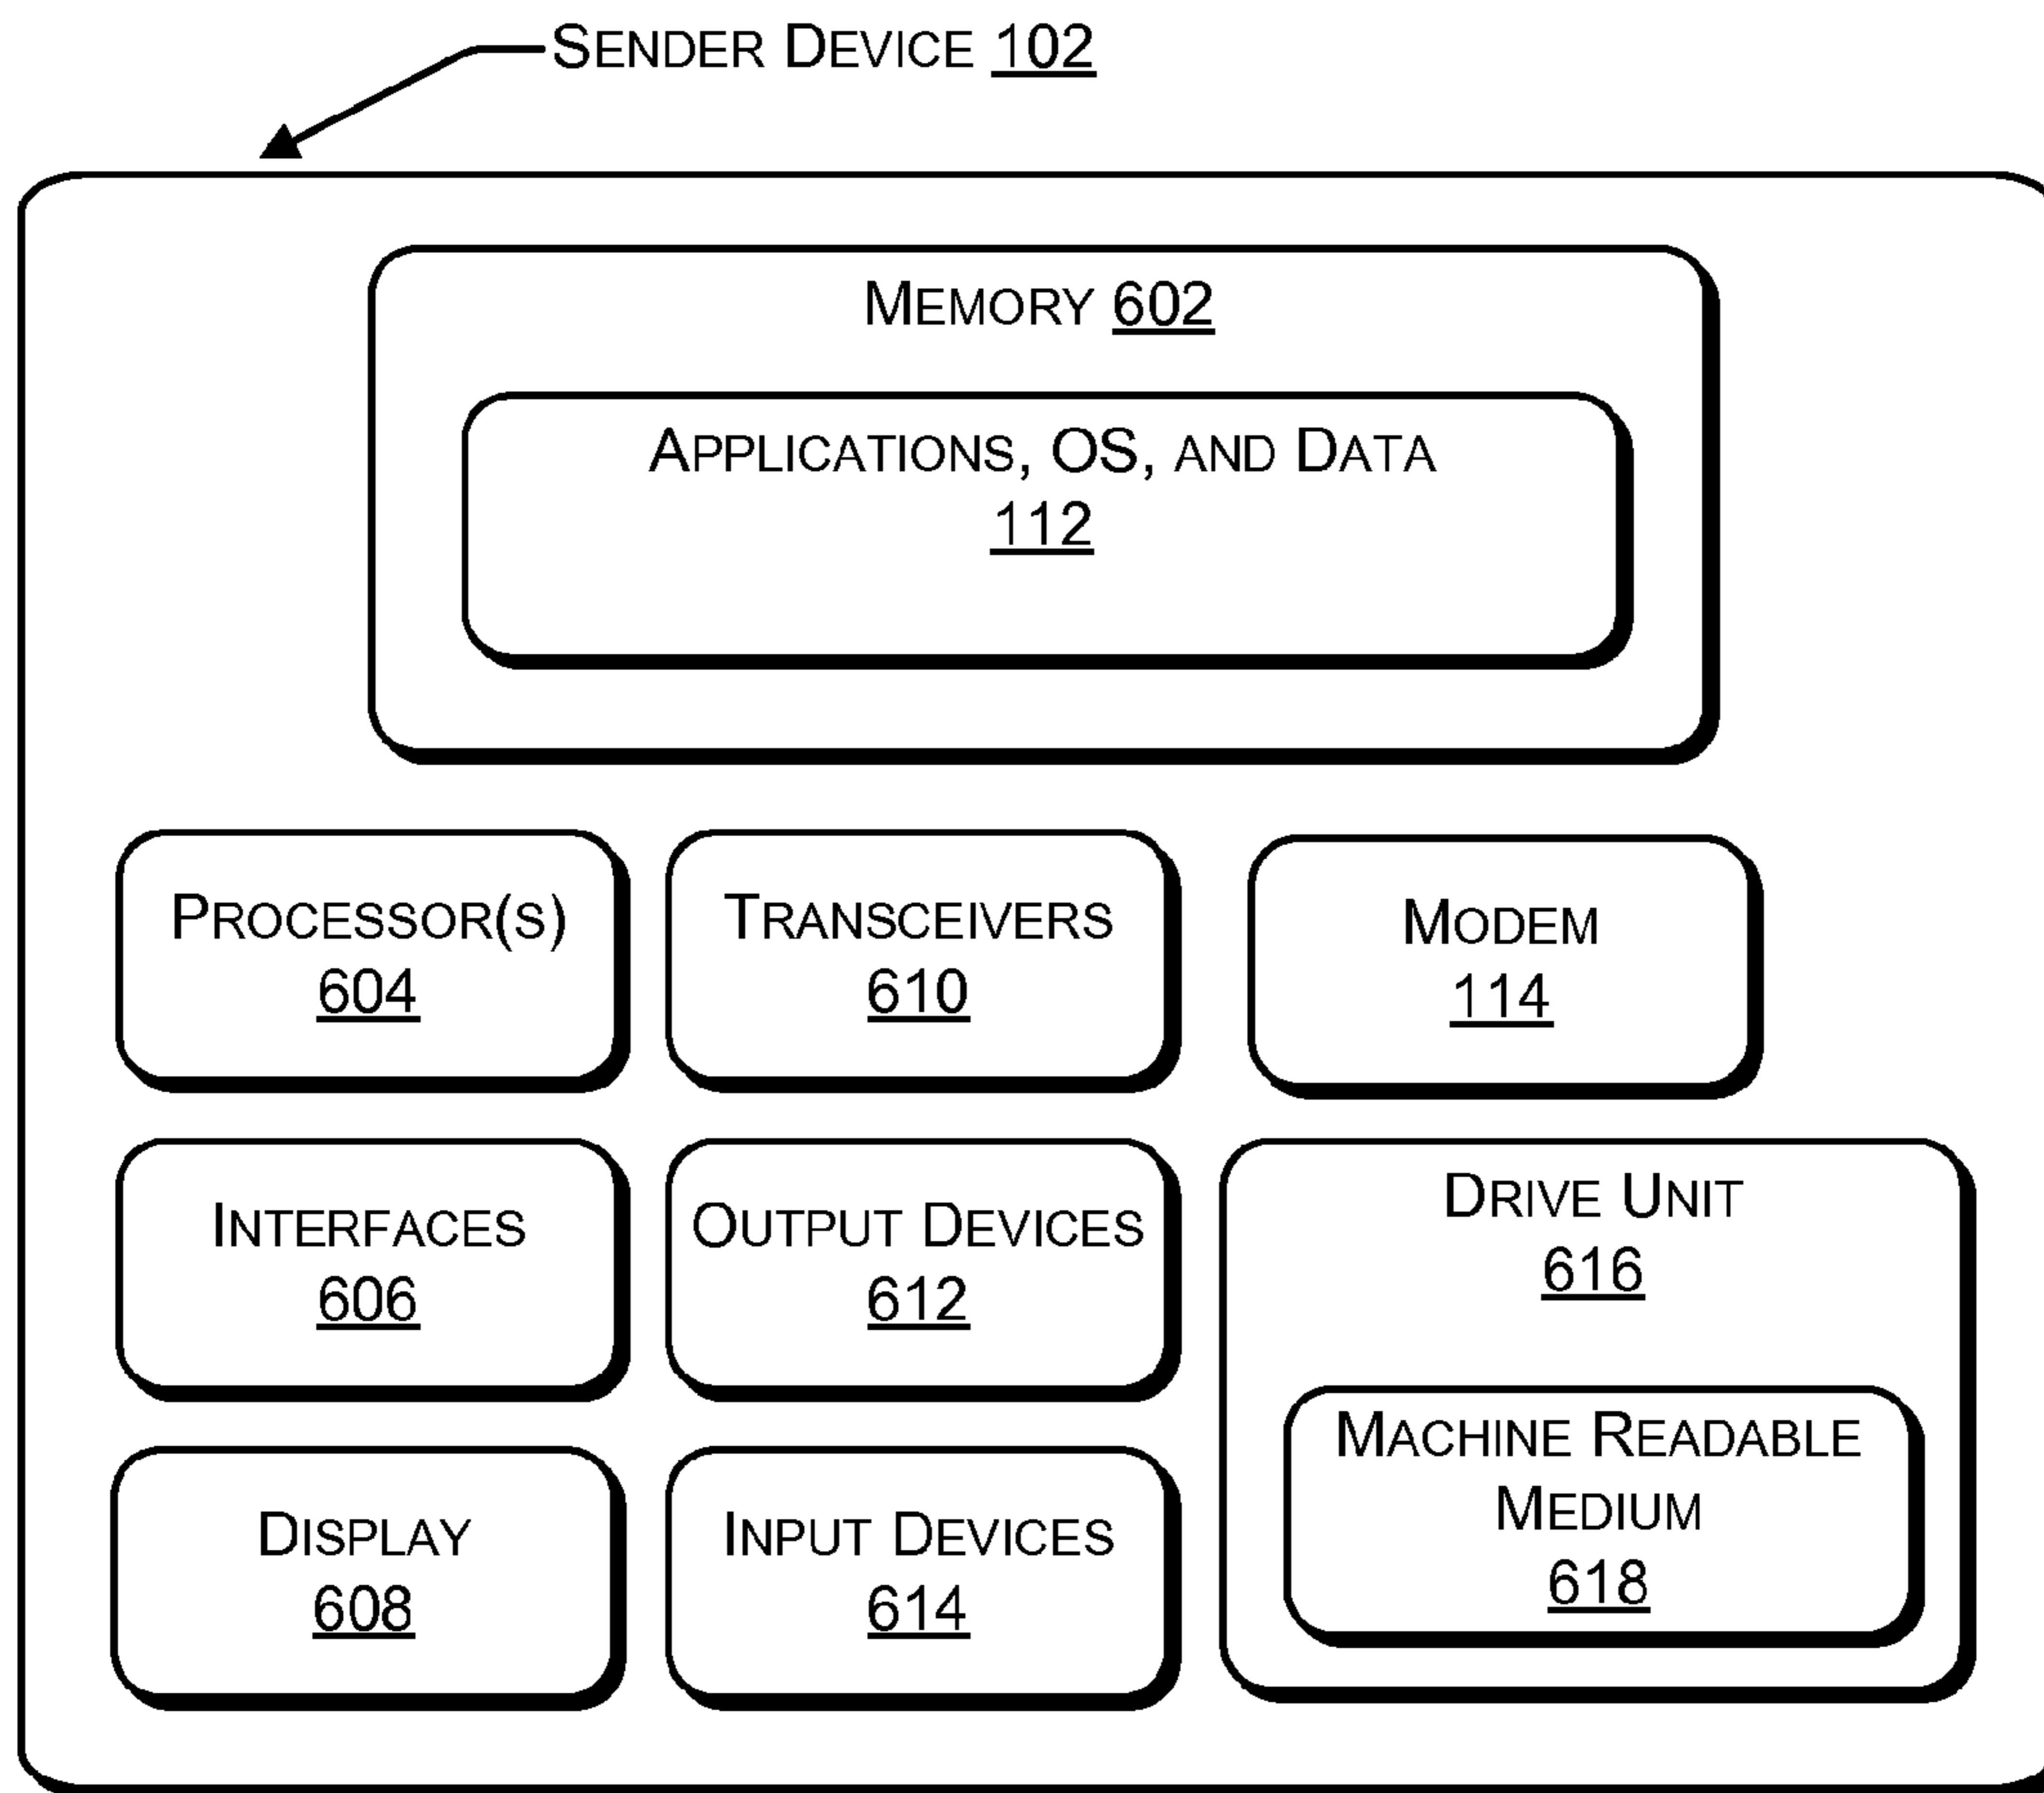 SENDER DEVICE 102
MEMORY 602
APPLICATIONS, OS, AND DATA
112
PROCESSOR(S)
604
TRANSCEIVERS
610
MODEM
114
INTERFACES
606
OUTPUT DEVICES
612
DRIVE UNIT
616
MACHINE READABLE
MEDIUM
618
DISPLAY
608
INPUT DEVICES
614